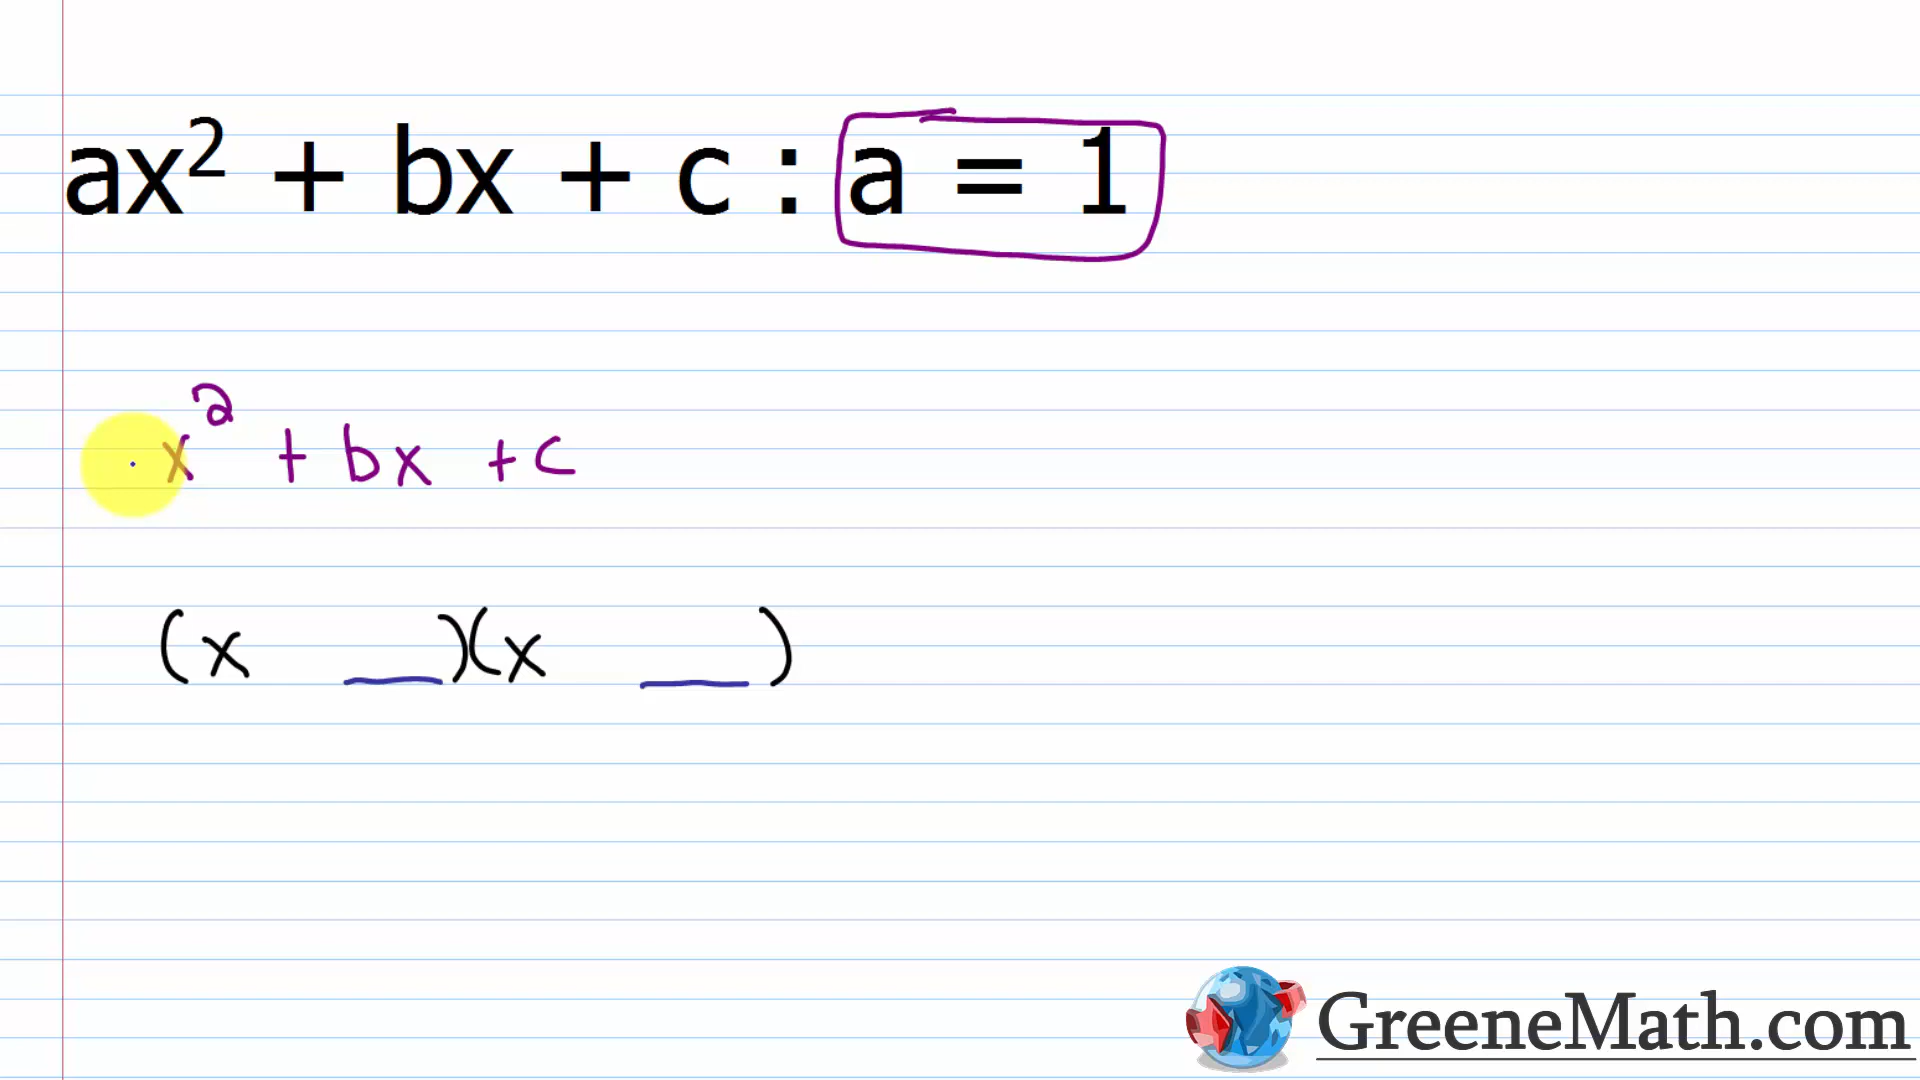 ax² + bx + c : a = 1
x² + bx + c
(x __)(x __)
GreeneMath.com